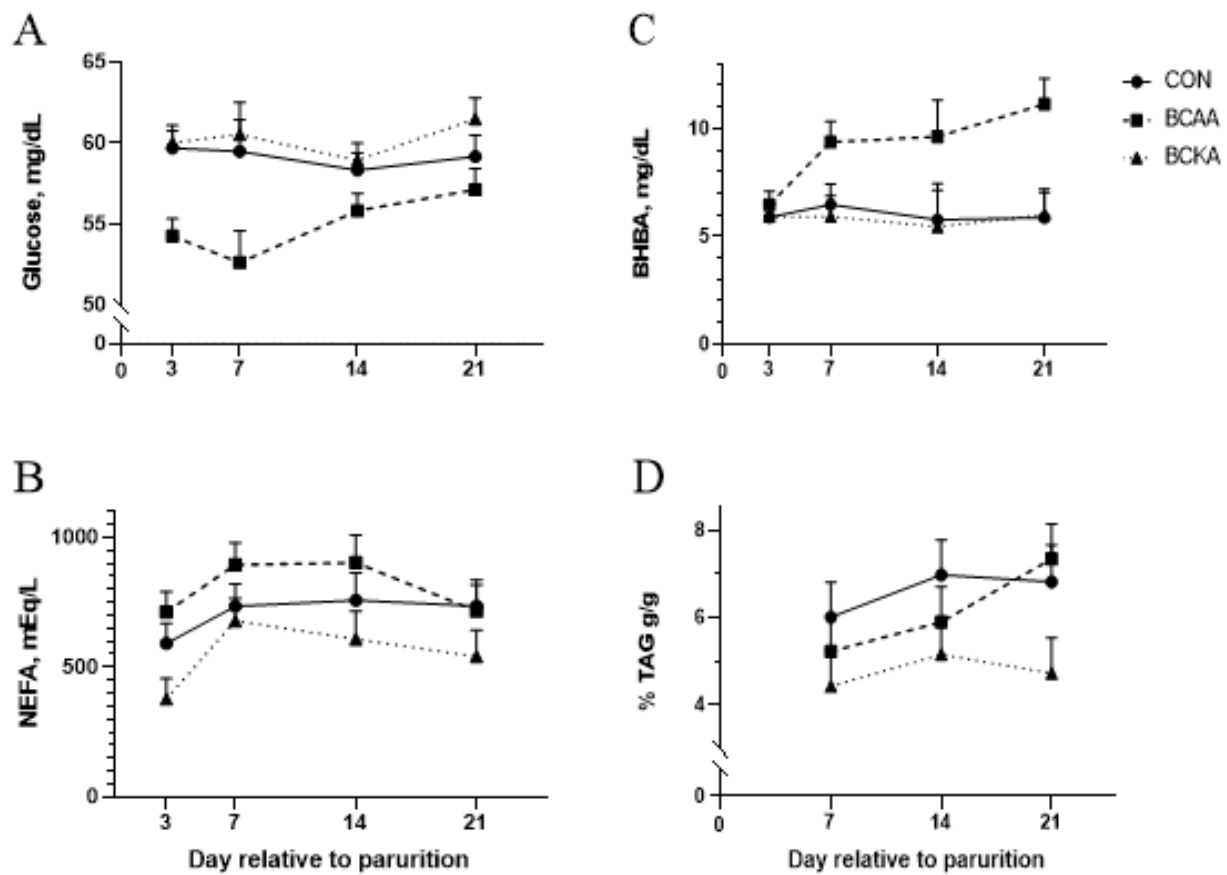 A
Glucose, mg/dL
65
60
55
50
0
0
3
7
14
21
C
BHBA, mg/dL
10
5
0
0
3
7
14
21
CON
BCAA
BCKA
B
NEFA, mEq/L
1000
500
0
3
7
14
21
Day relative to parurition
D
% TAG g/g
8
6
4
0
0
7
14
21
Day relative to parurition